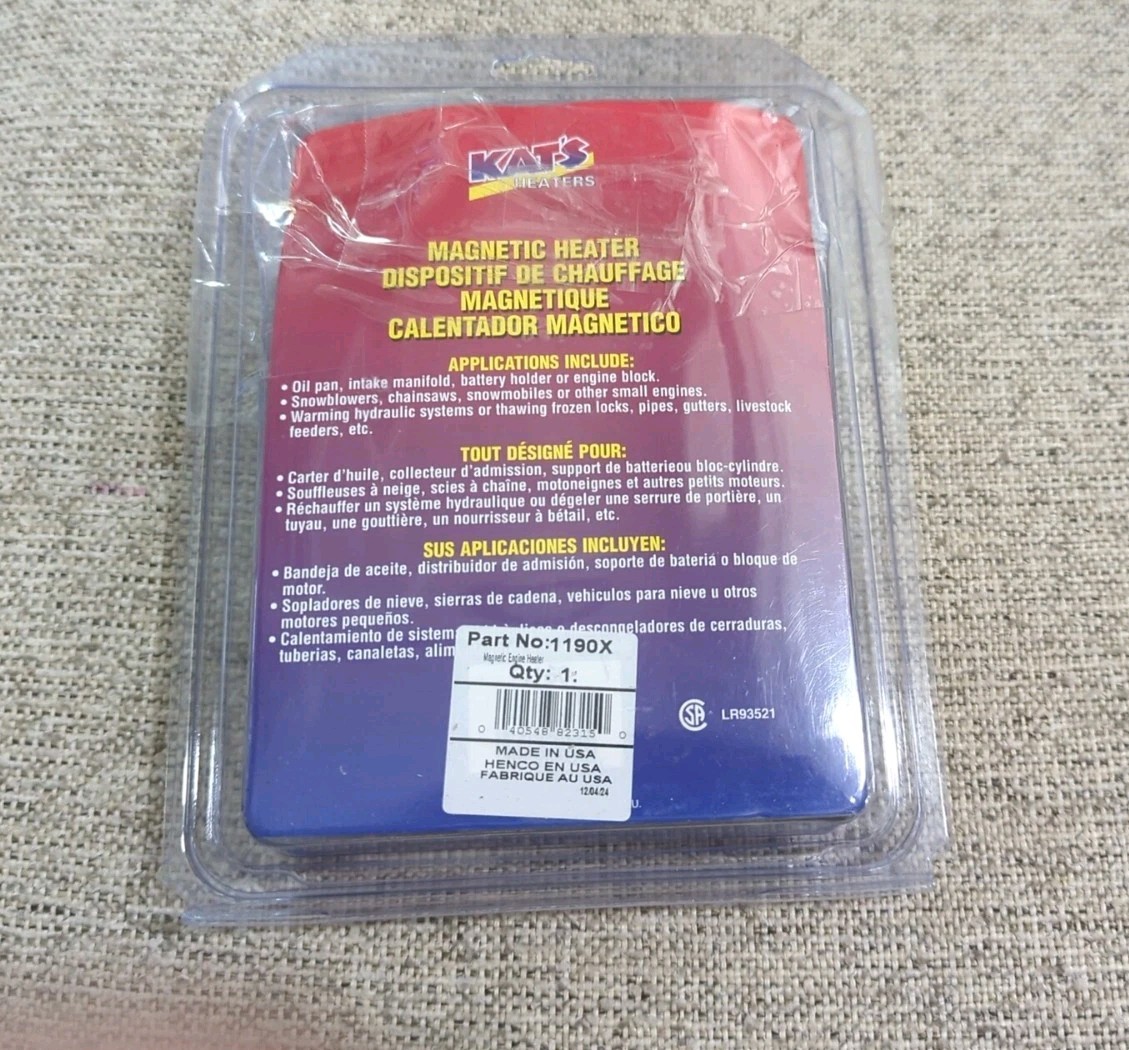 KAT'S
HEATERS
MAGNETIC HEATER
DISPOSITIF DE CHAUFFAGE
MAGNETIQUE
CALENTADOR MAGNETICO
APPLICATIONS INCLUDE:
• Oil pan, intake manifold, battery holder or engine block.
• Snowblowers, chainsaws, snowmobiles or other small engines.
• Warming hydraulic systems or thawing frozen locks, pipes, gutters, livestock
feeders, etc.
TOUT DÉSIGNÉ POUR:
• Carter d'huile, collecteur d'admission, support de batterieou bloc-cylindre.
• Souffleuses à neige, scies à chaîne, motoneignes et autres petits moteurs.
• Réchauffer un système hydraulique ou dégeler une serrure de portière, un
tuyau, une gouttière, un nourrisseur à bétail, etc.
SUS APLICACIONES INCLUYEN:
• Bandeja de aceite, distribuidor de admisión, soporte de bateriá o bloque de
motor.
• Sopladores de nieve, sierras de cadena, vehiculos para nieve u otros
motores pequeños.
• Calentamiento de sistem o descongeladores de cerraduras,
tuberias, canaletas, alim
Part No:1190X
Magnetic Engine Heater
Qty: 1:
0 40548 82315 0
MADE IN USA
HENCO EN USA
FABRIQUE AU USA
12/04/24
SA LR93521
U.